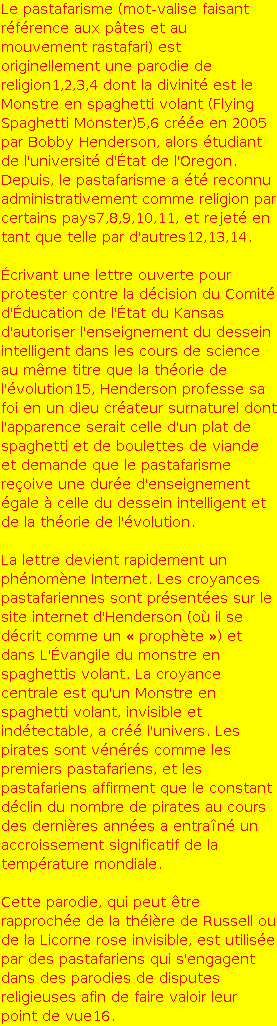 Le pastafarisme (mot-valise faisant
référence aux pâtes et au
mouvement rastafari) est
originellement une parodie de
religion1,2,3,4 dont la divinité est le
Monstre en spaghetti volant (Flying
Spaghetti Monster)5,6 créée en 2005
par Bobby Henderson, alors étudiant
de l'université d'État de l'Oregon.
Depuis, le pastafarisme a été reconnu
administrativement comme religion par
certains pays7,8,9,10,11, et rejeté en
tant que telle par d'autres12,13,14.

Écrivant une lettre ouverte pour
protester contre la décision du Comité
d'Éducation de l'État du Kansas
d'autoriser l'enseignement du dessein
intelligent dans les cours de science
au même titre que la théorie de
l'évolution15, Henderson professe sa
foi en un dieu créateur surnaturel dont
l'apparence serait celle d'un plat de
spaghetti et de boulettes de viande
et demande que le pastafarisme
reçoive une durée d'enseignement
égale à celle du dessein intelligent et
de la théorie de l'évolution.

La lettre devient rapidement un
phénomène Internet. Les croyances
pastafariennes sont présentées sur le
site internet d'Henderson (où il se
décrit comme un « prophète ») et
dans L'Évangile du monstre en
spaghettis volant. La croyance
centrale est qu'un Monstre en
spaghetti volant, invisible et
indétectable, a créé l'univers. Les
pirates sont vénérés comme les
premiers pastafariens, et les
pastafariens affirment que le constant
déclin du nombre de pirates au cours
des dernières années a entraîné un
accroissement significatif de la
température mondiale.

Cette parodie, qui peut être
rapprochée de la théière de Russell ou
de la Licorne rose invisible, est utilisée
par des pastafariens qui s'engagent
dans des parodies de disputes
religieuses afin de faire valoir leur
point de vue16.